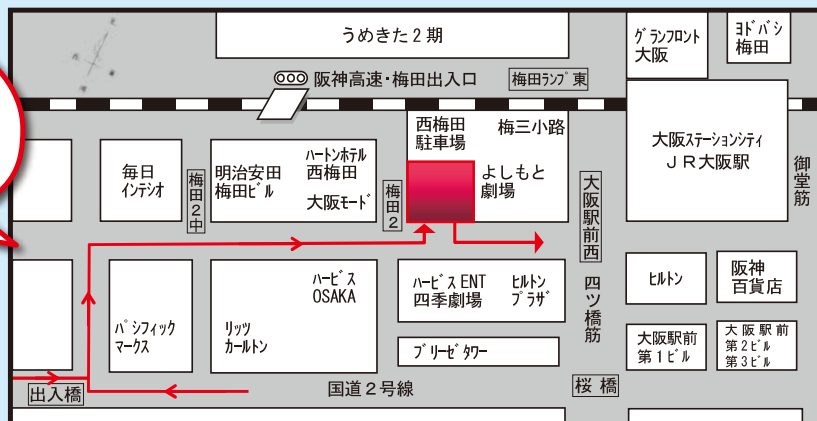 うめきた2期
グランフロント
大阪
ヨドバシ
梅田
阪神高速・梅田出入口
梅田ランプ東
西梅田
駐車場
梅三小路
よしもと
劇場
大阪ステーションシティ
JR大阪駅
御堂筋
毎日
インテシオ
梅田2中
明治安田
梅田ビル
ハートンホテル
西梅田
大阪モード
梅田2
大阪駅前西
四ツ橋筋
パシフィック
マークス
ハービス
OSAKA
リッツ
カールトン
ハービスENT
四季劇場
ヒルトン
プラザ
ブリーゼタワー
ヒルトン
阪神
百貨店
大阪駅前
第1ビル
大阪駅前
第2ビル
第3ビル
出入橋
国道2号線
桜橋